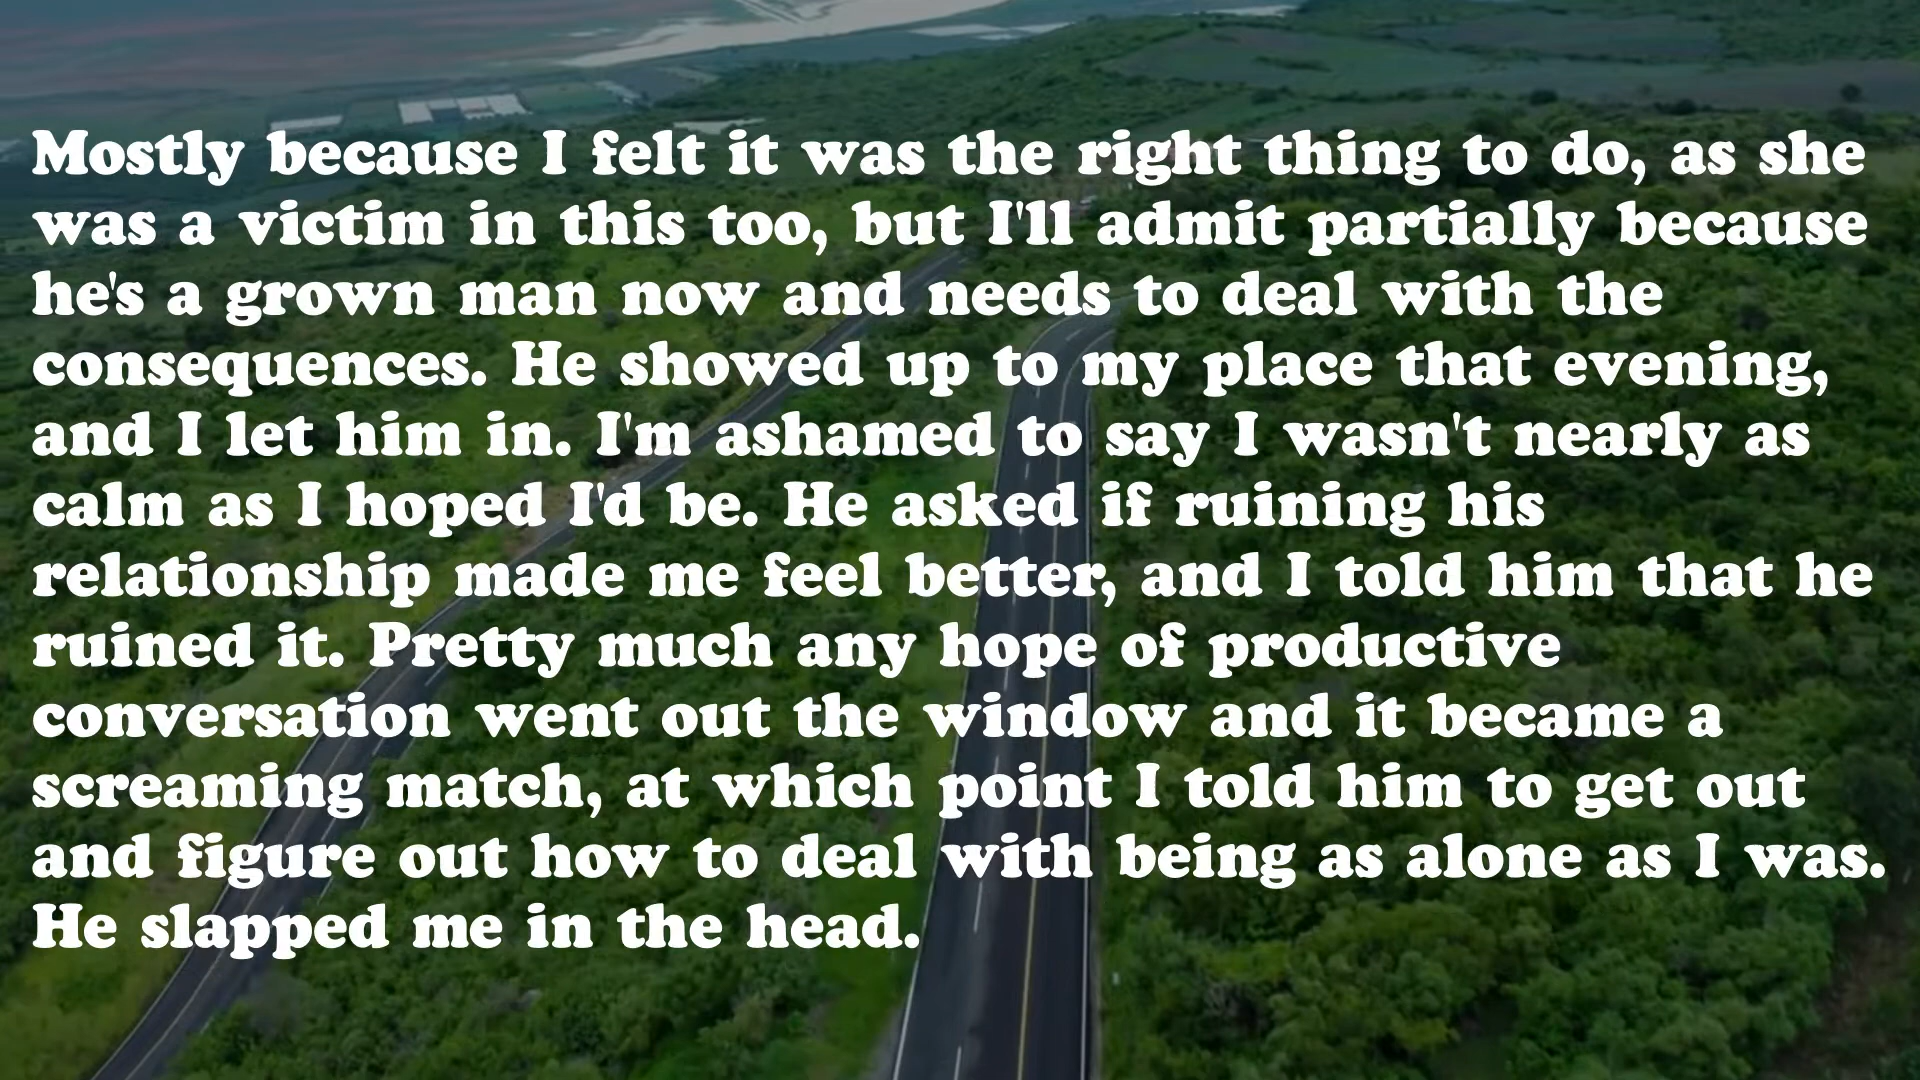 Mostly because I felt it was the right thing to do, as she
was a victim in this too, but I'll admit partially because
he's a grown man now and needs to deal with the
consequences. He showed up to my place that evening,
and I let him in. I'm ashamed to say I wasn't nearly as
calm as I hoped I'd be. He asked if ruining his
relationship made me feel better, and I told him that he
ruined it. Pretty much any hope of productive
conversation went out the window and it became a
screaming match, at which point I told him to get out
and figure out how to deal with being as alone as I was.
He slapped me in the head.